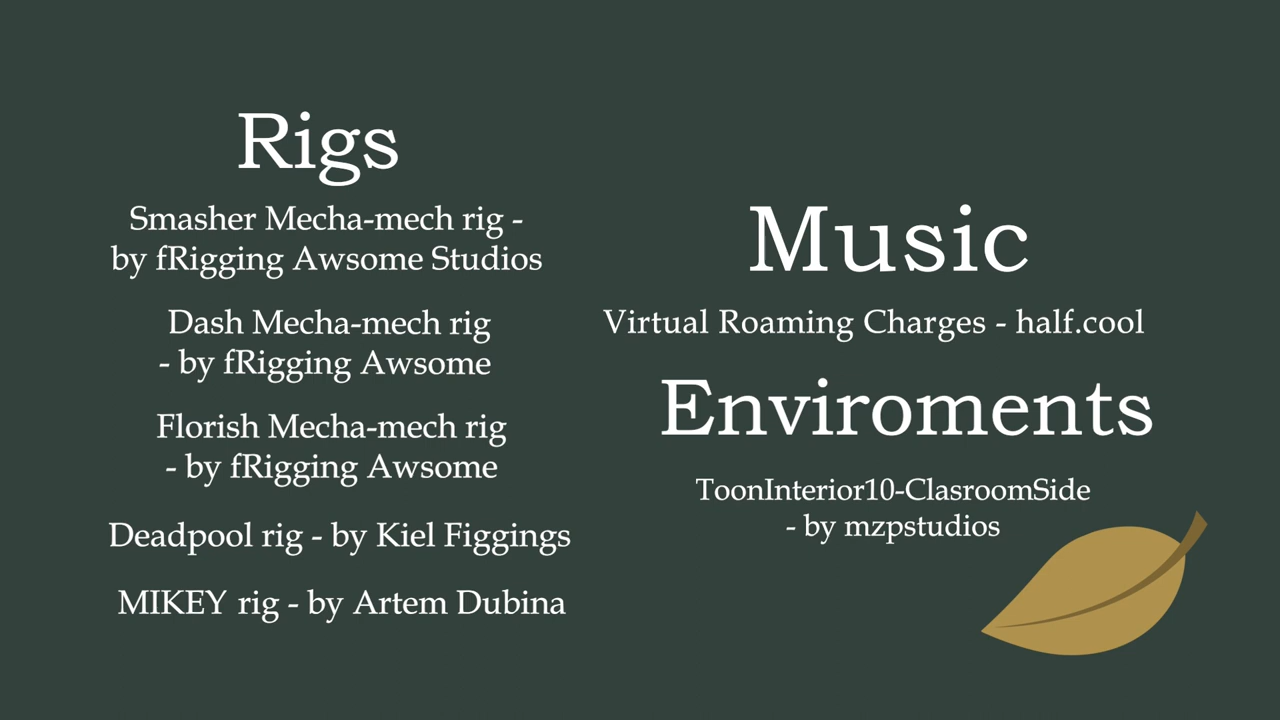 Rigs
Smasher Mecha-mech rig -
by fRigging Awsome Studios
Dash Mecha-mech rig
- by fRigging Awsome
Florish Mecha-mech rig
- by fRigging Awsome
Deadpool rig - by Kiel Figgings
MIKEY rig - by Artem Dubina
Music
Virtual Roaming Charges - half.cool
Enviroments
ToonInterior10-ClasroomSide
- by mzpstudios